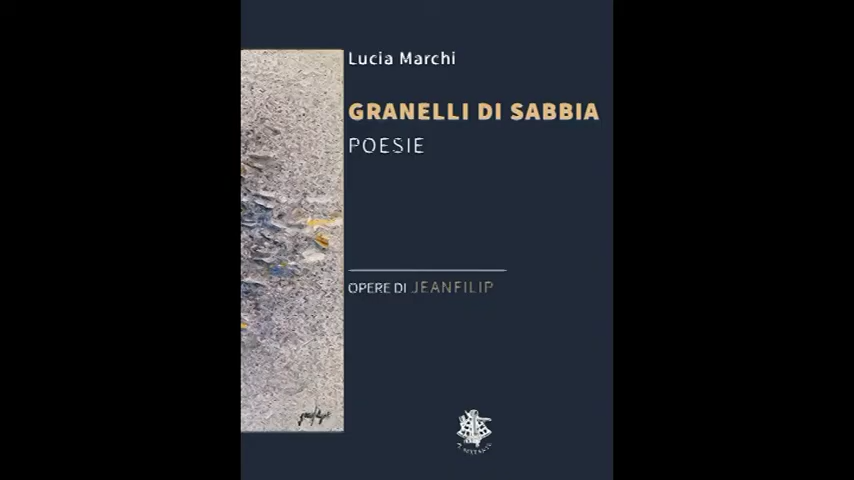 Lucia Marchi
GRANELLI DI SABBIA
POESIE
OPERE DI JEANFILIP